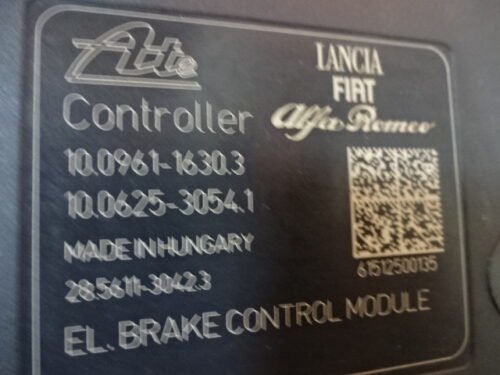 Ate
LANCIA
FIAT
Alfa Romeo
Controller
10.0961-1630.3
10.0625-3054.1
MADE IN HUNGARY
28.5611-3042.3
61512500135
EL. BRAKE CONTROL MODULE